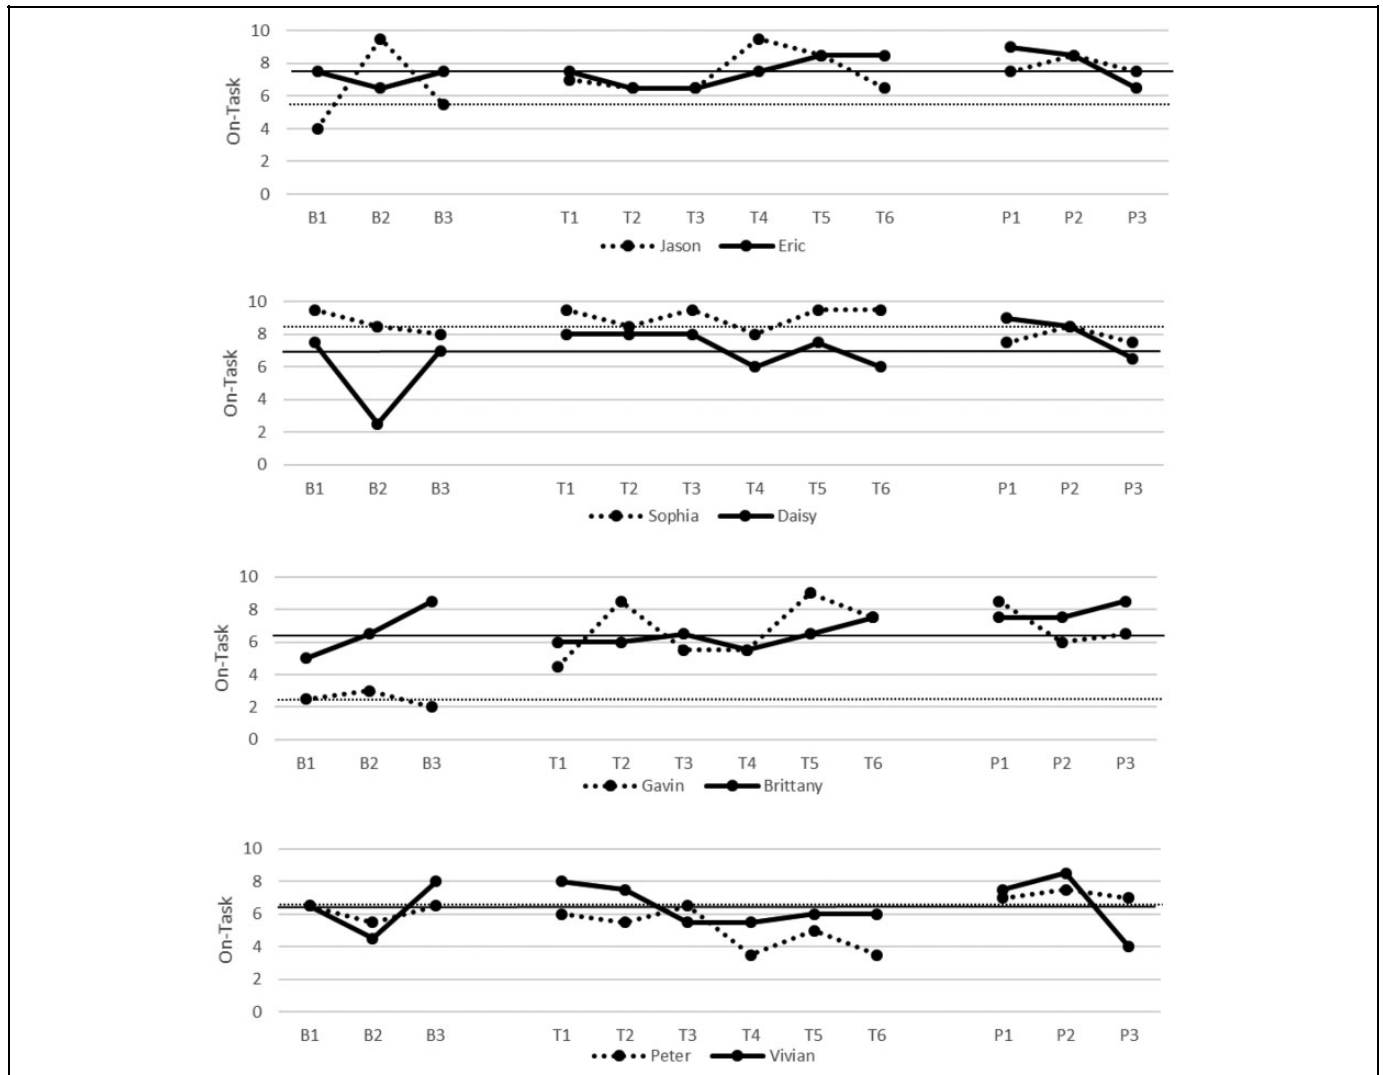 10
8
6
4
2
0
On-Task
B1 B2 B3 T1 T2 T3 T4 T5 T6 P1 P2 P3
Jason Eric
10
8
6
4
2
0
On-Task
B1 B2 B3 T1 T2 T3 T4 T5 T6 P1 P2 P3
Sophia Daisy
10
8
6
4
2
0
On-Task
B1 B2 B3 T1 T2 T3 T4 T5 T6 P1 P2 P3
Gavin Brittany
10
8
6
4
2
0
On-Task
B1 B2 B3 T1 T2 T3 T4 T5 T6 P1 P2 P3
Peter Vivian